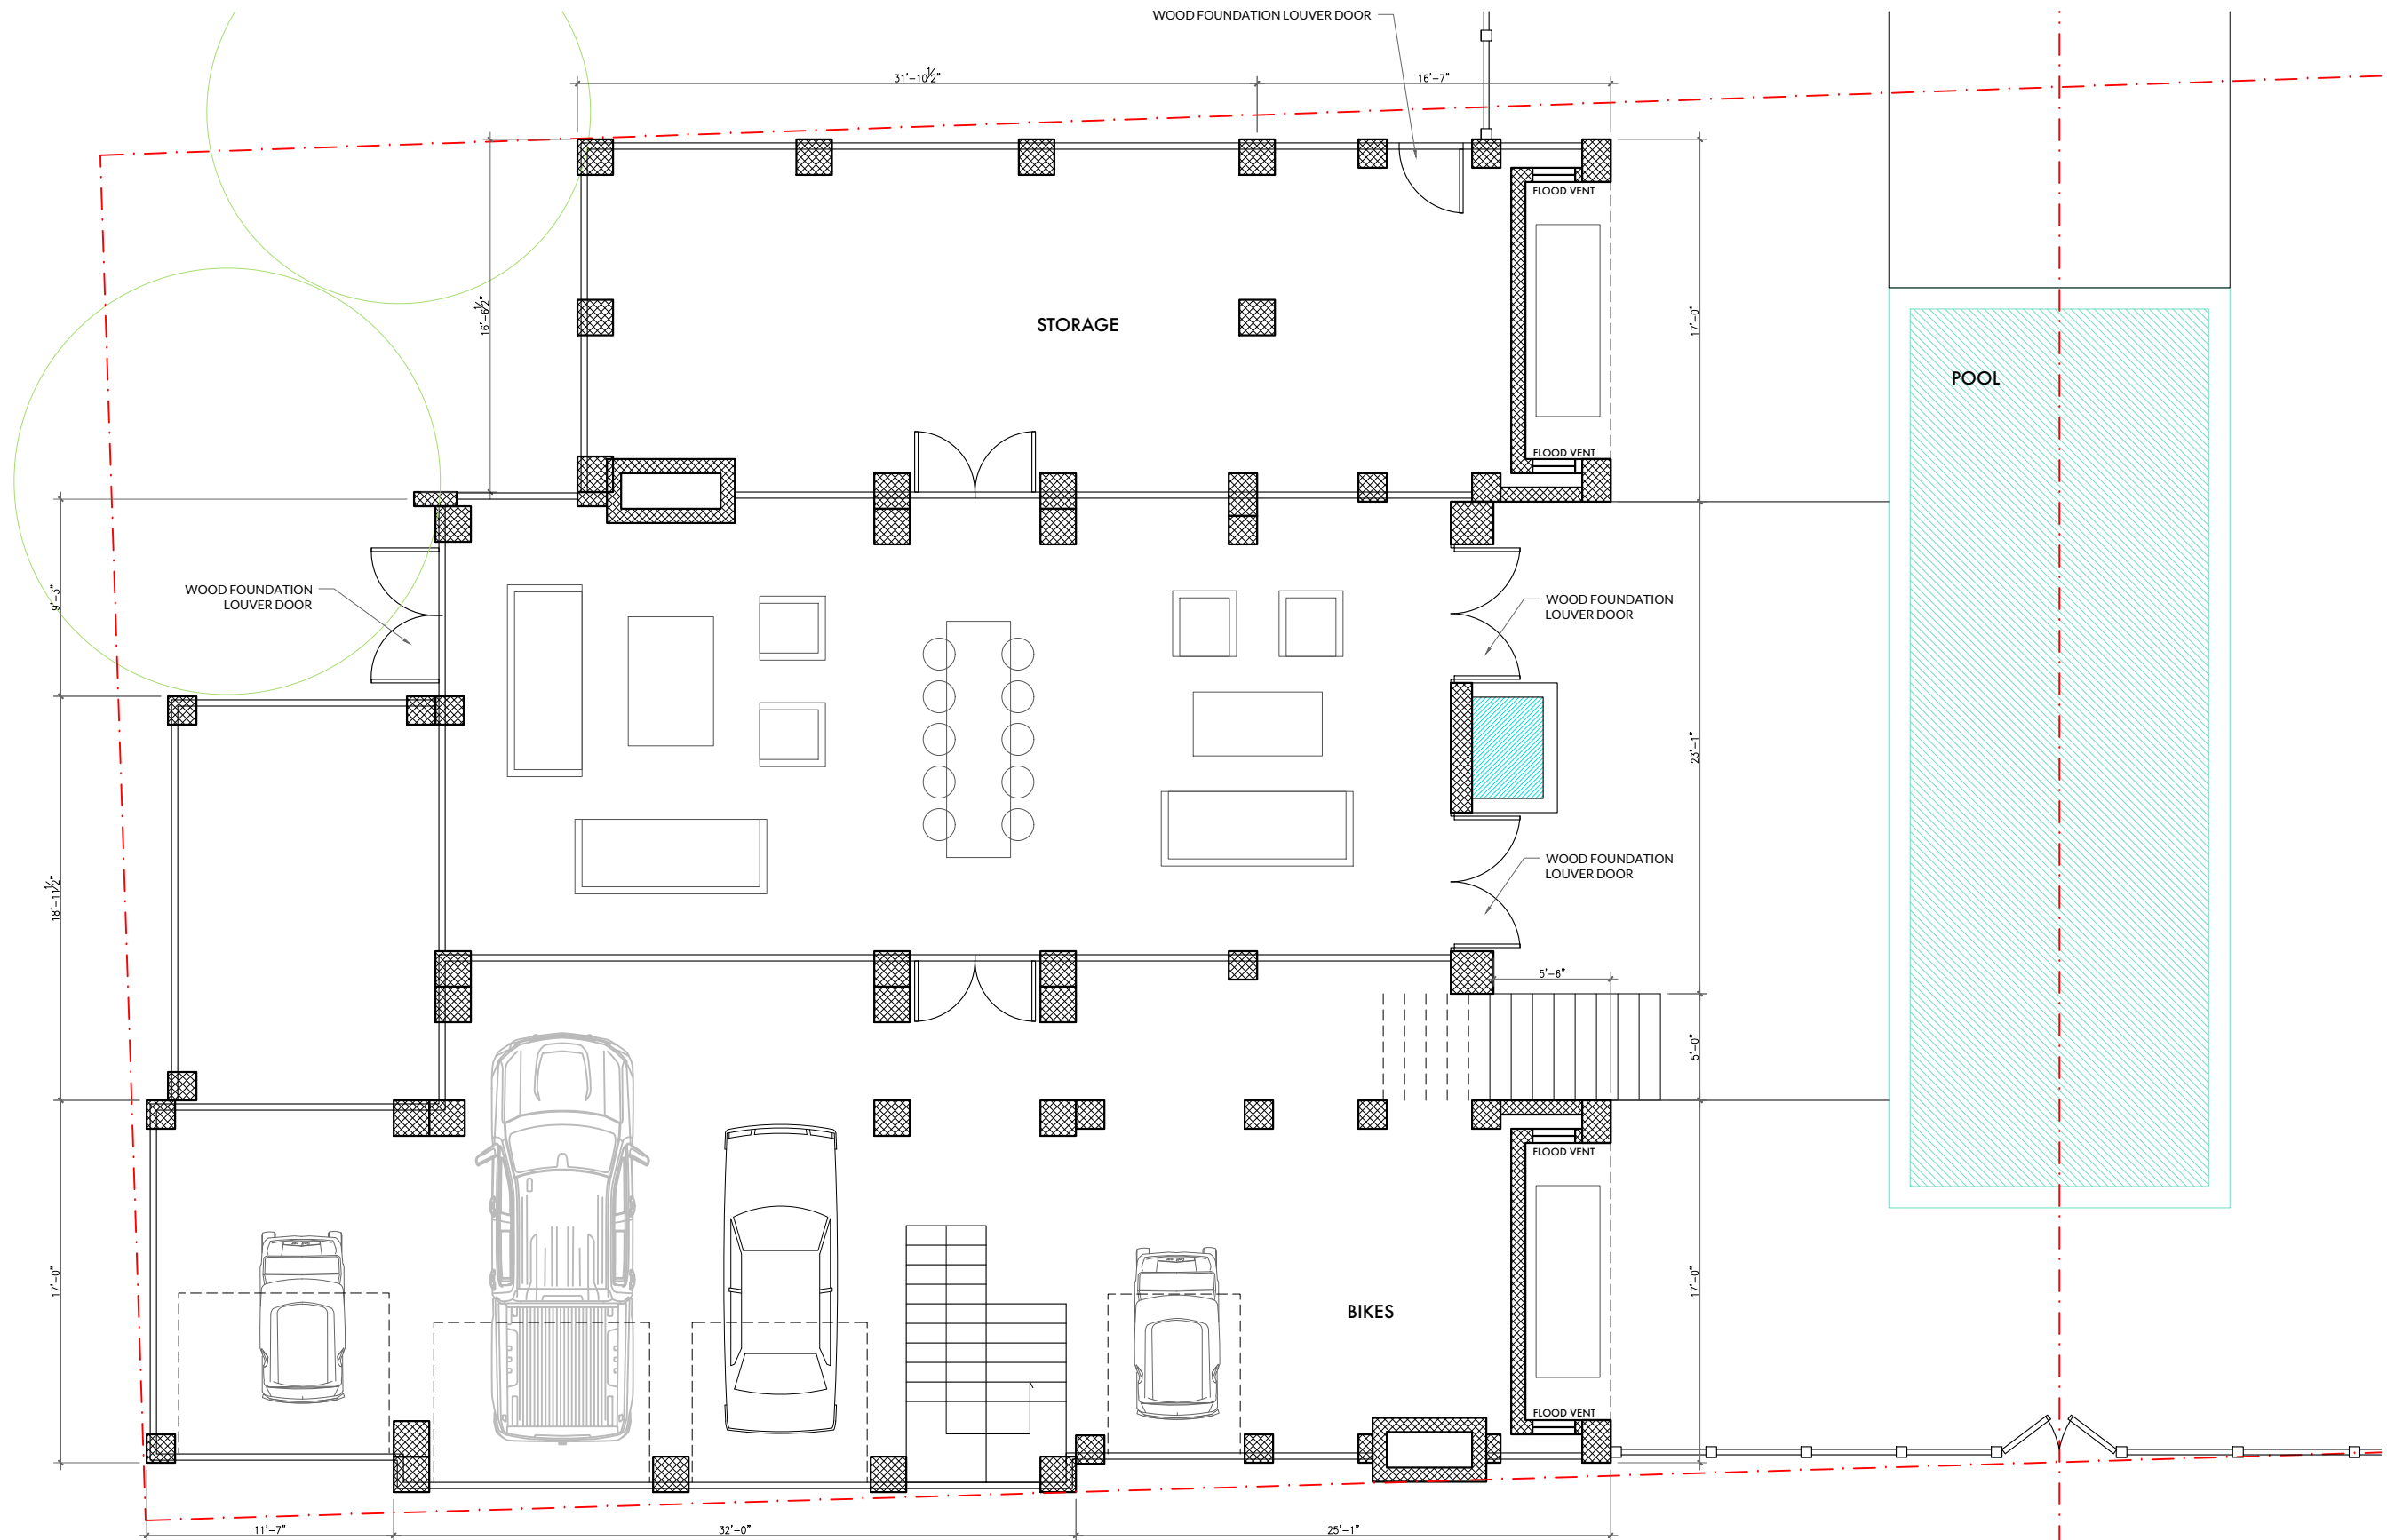 WOOD FOUNDATION LOUVER DOOR
31'-10½"
16'-7"
FLOOD VENT
16'-6½"
STORAGE
17'-0"
POOL
FLOOD VENT
9'-3"
WOOD FOUNDATION
LOUVER DOOR
WOOD FOUNDATION
LOUVER DOOR
23'-1"
18'-11½"
WOOD FOUNDATION
LOUVER DOOR
5'-6"
5'-0"
FLOOD VENT
17'-0"
BIKES
17'-0"
FLOOD VENT
11'-7"
32'-0"
25'-1"